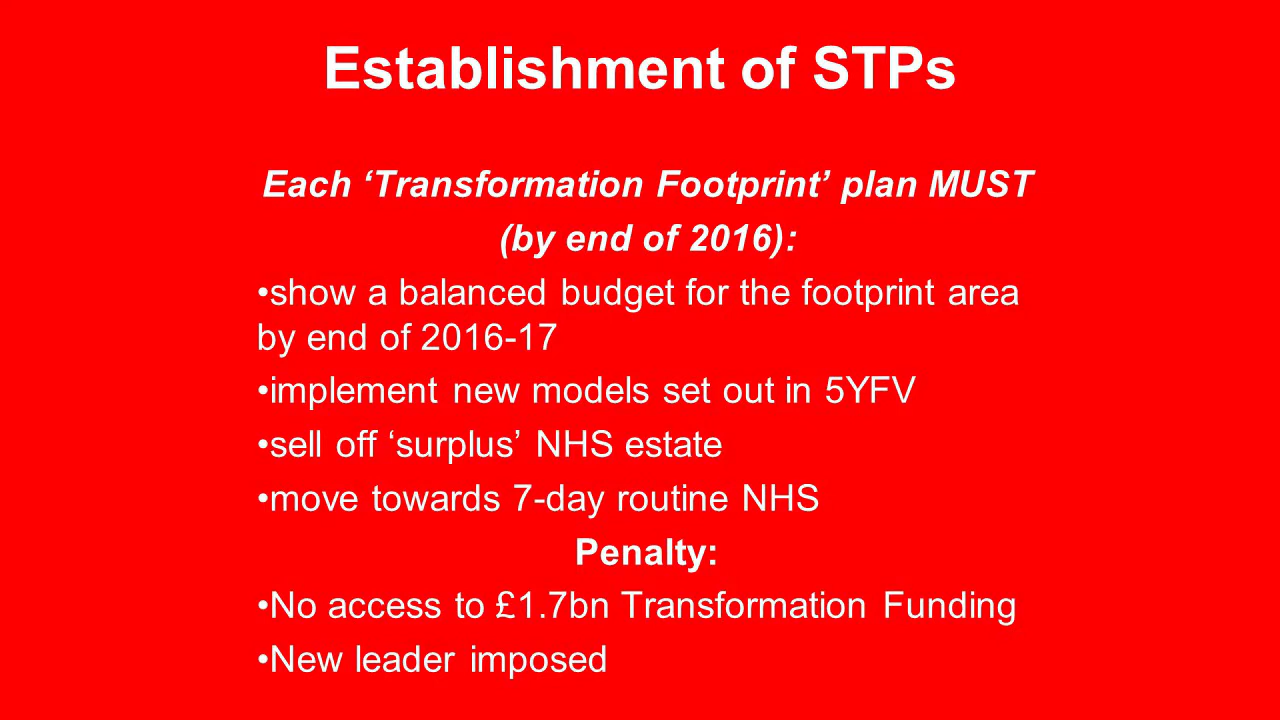 Establishment of STPs
Each ‘Transformation Footprint’ plan MUST
(by end of 2016):
•show a balanced budget for the footprint area
by end of 2016-17
•implement new models set out in 5YFV
•sell off ‘surplus’ NHS estate
•move towards 7-day routine NHS
Penalty:
•No access to £1.7bn Transformation Funding
•New leader imposed